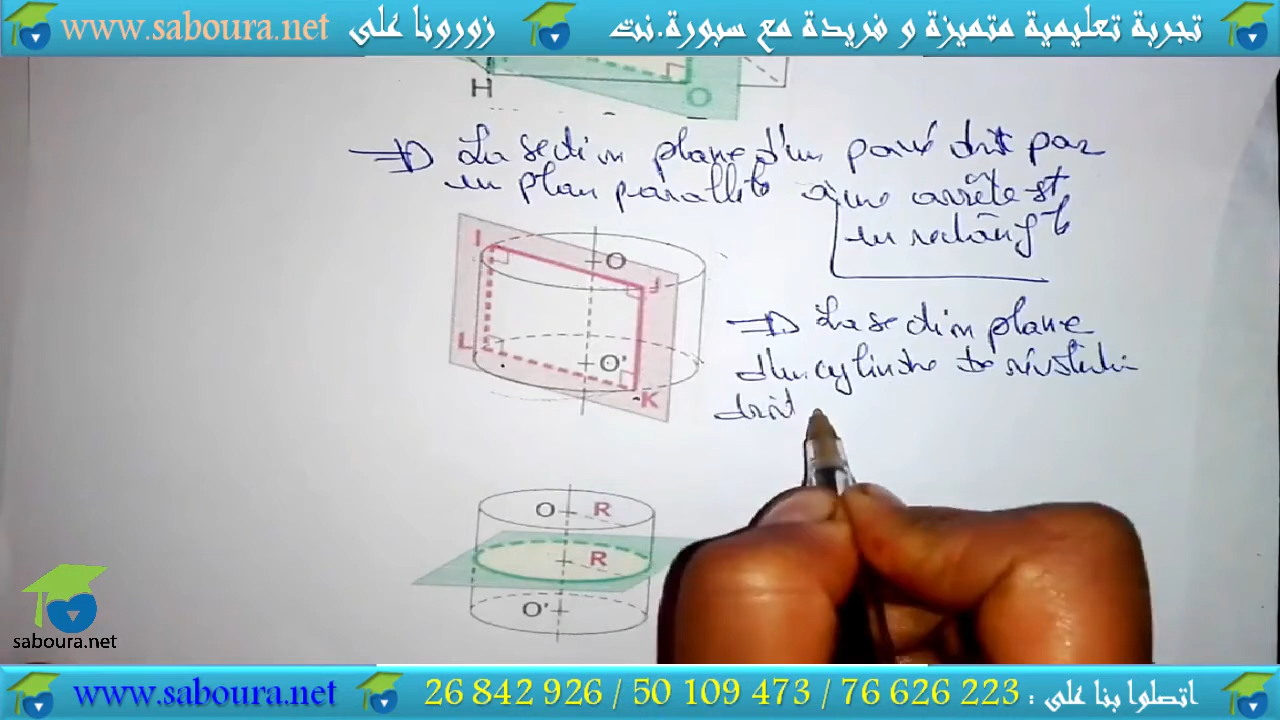 www.saboura.net زورونا على تجربة تعليمية متميزة و فريدة مع سبورة.نت
H
O
⇒ La section plane d'un pavé droit par
un plan parallèle à une arrête est
un rectangle
I
O
J
⇒ La section plane
L
O'
d'un cylindre de révolution
K
droit
O R
R
O'
saboura.net
www.saboura.net 26 842 926 / 50 109 473 / 76 626 223 : اتصلوا بنا على